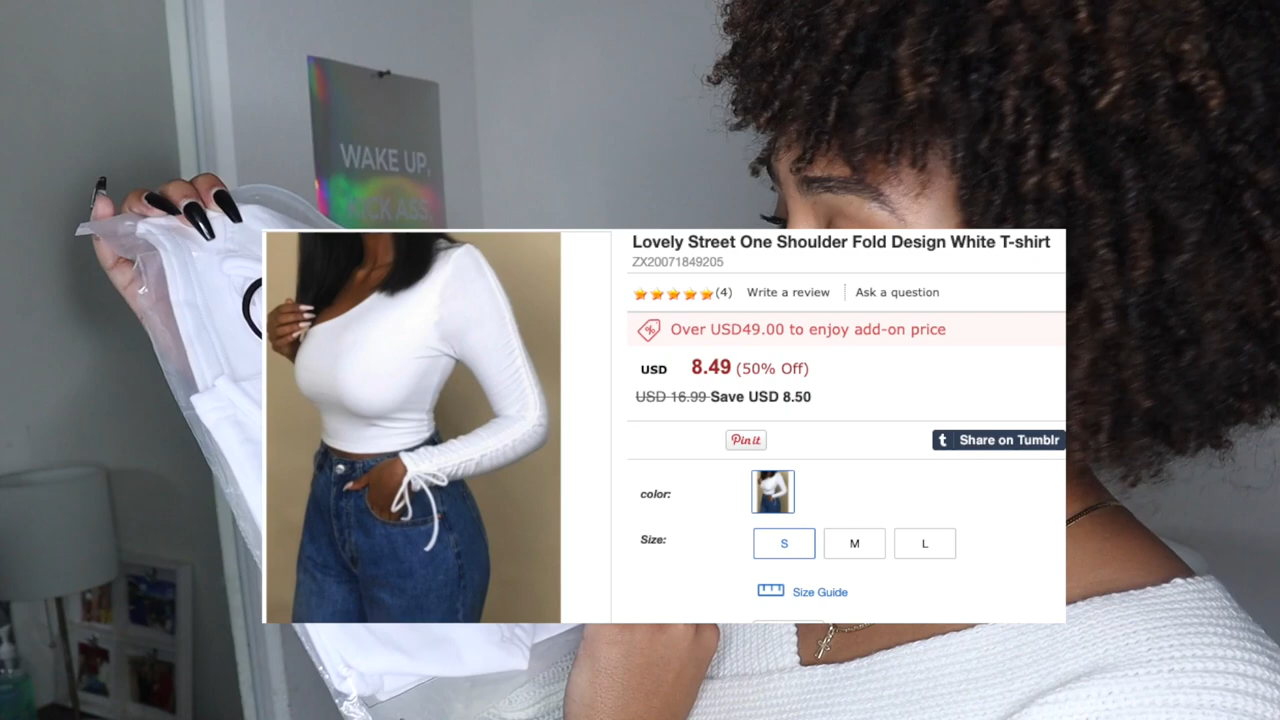 WAKE UP,
KICK ASS.
Lovely Street One Shoulder Fold Design White T-shirt
ZX20071849205
(4) Write a review Ask a question
% Over USD49.00 to enjoy add-on price
USD 8.49 (50% Off)
USD 16.99 Save USD 8.50
Pin it
t Share on Tumblr
color:
Size: S M L
Size Guide